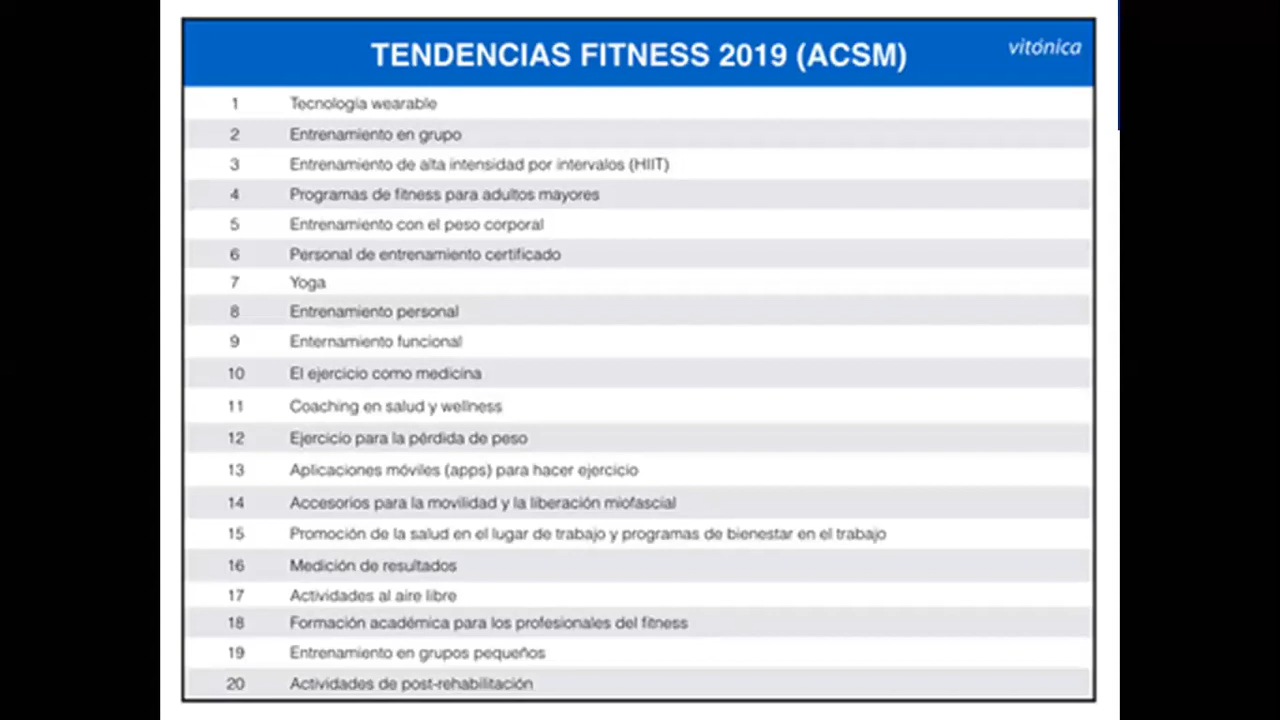 TENDENCIAS FITNESS 2019 (ACSM)
vitónica
1 Tecnología wearable
2 Entrenamiento en grupo
3 Entrenamiento de alta intensidad por intervalos (HIIT)
4 Programas de fitness para adultos mayores
5 Entrenamiento con el peso corporal
6 Personal de entrenamiento certificado
7 Yoga
8 Entrenamiento personal
9 Enternamiento funcional
10 El ejercicio como medicina
11 Coaching en salud y wellness
12 Ejercicio para la pérdida de peso
13 Aplicaciones móviles (apps) para hacer ejercicio
14 Accesorios para la movilidad y la liberación miofascial
15 Promoción de la salud en el lugar de trabajo y programas de bienestar en el trabajo
16 Medición de resultados
17 Actividades al aire libre
18 Formación académica para los profesionales del fitness
19 Entrenamiento en grupos pequeños
20 Actividades de post-rehabilitación